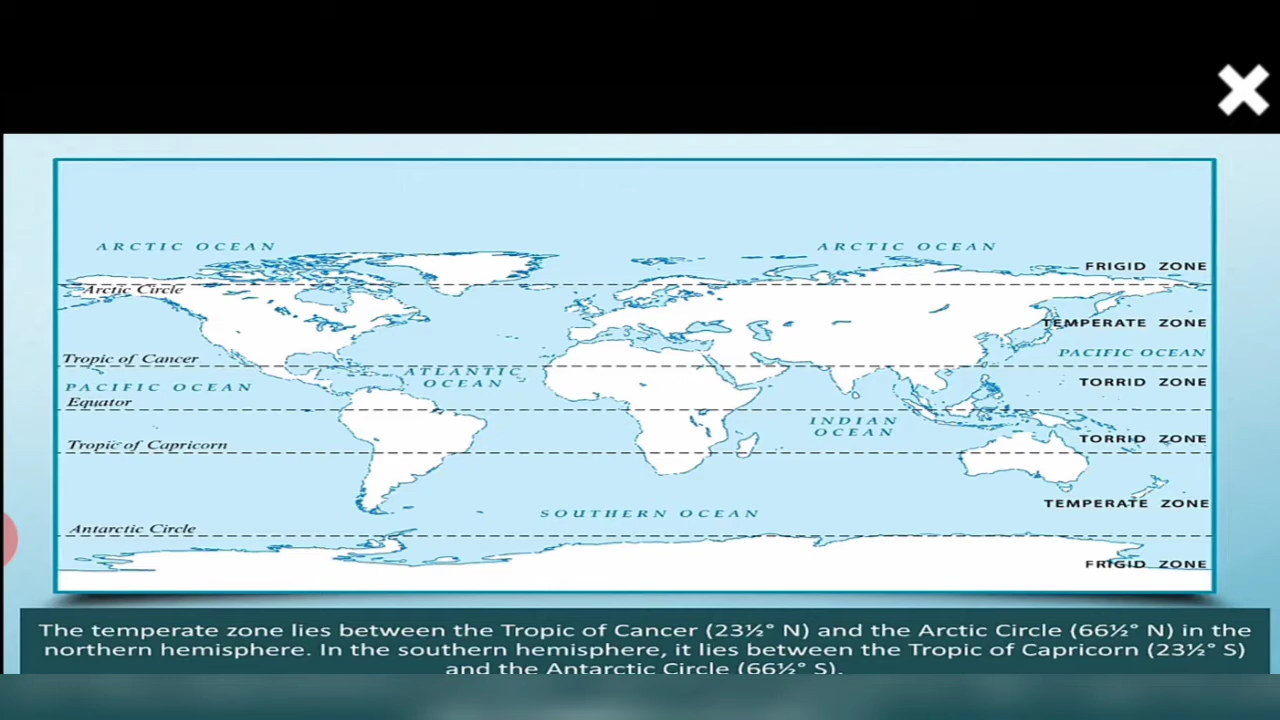 ARCTIC OCEAN
ARCTIC OCEAN
FRIGID ZONE
Arctic Circle
TEMPERATE ZONE
PACIFIC OCEAN
Tropic of Cancer
ATLANTIC
OCEAN
TORRID ZONE
PACIFIC OCEAN
Equator
INDIAN
OCEAN
TORRID ZONE
Tropic of Capricorn
TEMPERATE ZONE
SOUTHERN OCEAN
Antarctic Circle
FRIGID ZONE
The temperate zone lies between the Tropic of Cancer (23½° N) and the Arctic Circle (66½° N) in the
northern hemisphere. In the southern hemisphere, it lies between the Tropic of Capricorn (23½° S)
and the Antarctic Circle (66½° S).